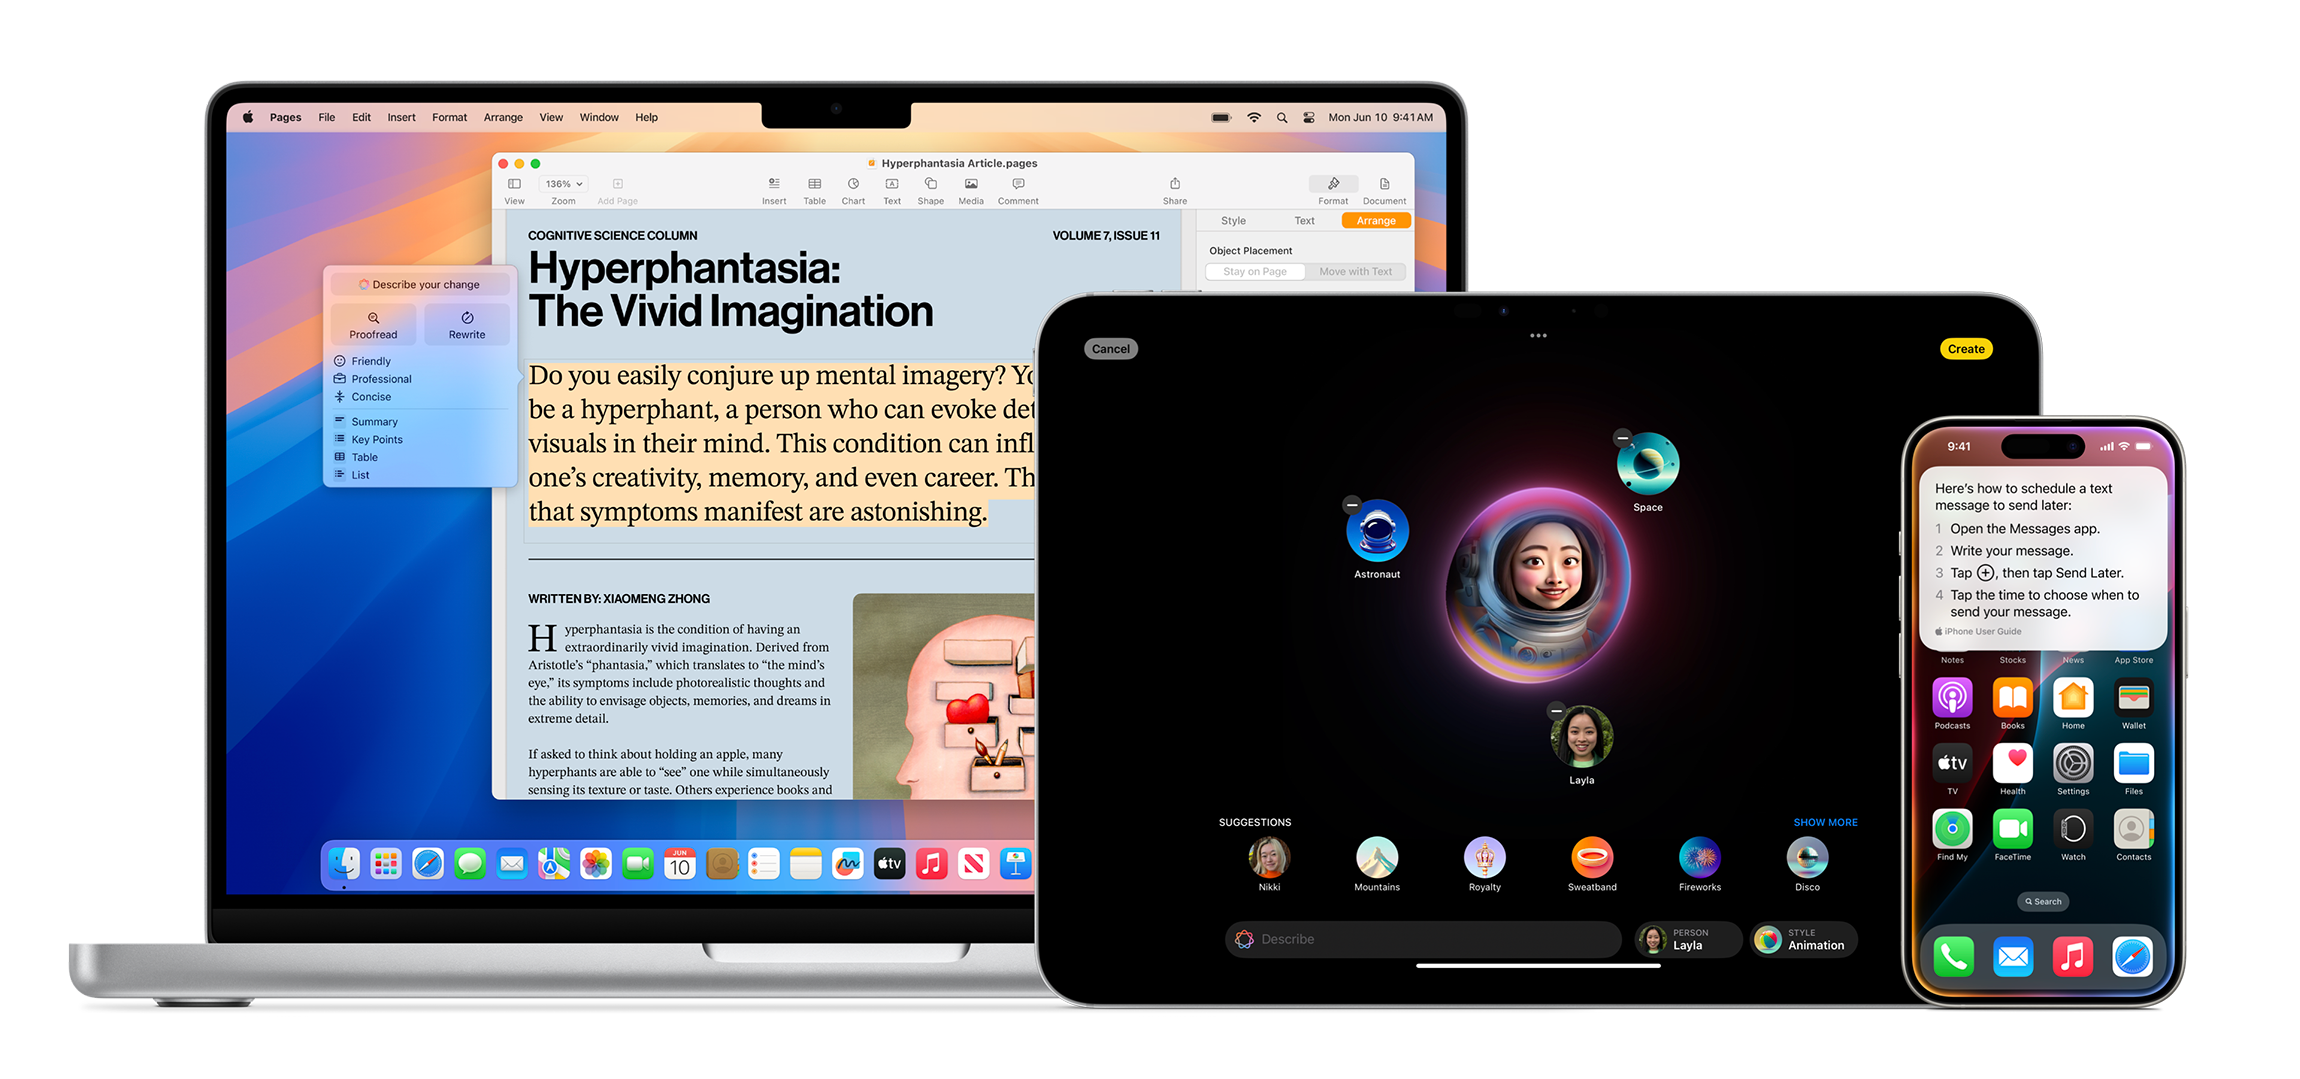 Pages File Edit Insert Format Arrange View Window Help
Mon Jun 10 9:41 AM
Hyperphantasia Article.pages
136%
View Zoom Add Page
Insert Table Chart Text Shape Media Comment
Share
Format Document
Style Text Arrange
Object Placement
Stay on Page Move with Text
COGNITIVE SCIENCE COLUMN
VOLUME 7, ISSUE 11
Hyperphantasia:
The Vivid Imagination
Describe your change
Proofread Rewrite
Friendly
Professional
Concise
Summary
Key Points
Table
List
Do you easily conjure up mental imagery?
be a hyperphant, a person who can evoke
visuals in their mind. This condition can
one’s creativity, memory, and even career.
that symptoms manifest are astonishing.
WRITTEN BY: XIAOMENG ZHONG
Hyperphantasia is the condition of having an
extraordinarily vivid imagination. Derived from
Aristotle’s “phantasia,” which translates to “the mind’s
eye,” its symptoms include photorealistic thoughts and
the ability to envisage objects, memories, and dreams in
extreme detail.
If asked to think about holding an apple, many
hyperphants are able to “see” one while simultaneously
sensing its texture or taste. Others experience books and
JUN
10
tv
Cancel
Create
Space
Astronaut
Layla
SUGGESTIONS
SHOW MORE
Nikki Mountains Royalty Sweatband Fireworks Disco
Describe
PERSON
Layla
STYLE
Animation
9:41
Here’s how to schedule a text
message to send later:
1 Open the Messages app.
2 Write your message.
3 Tap +, then tap Send Later.
4 Tap the time to choose when to
send your message.
iPhone User Guide
Notes Stocks News App Store
Podcasts Books Home Wallet
tv
TV Health Settings Files
Find My FaceTime Watch Contacts
Search